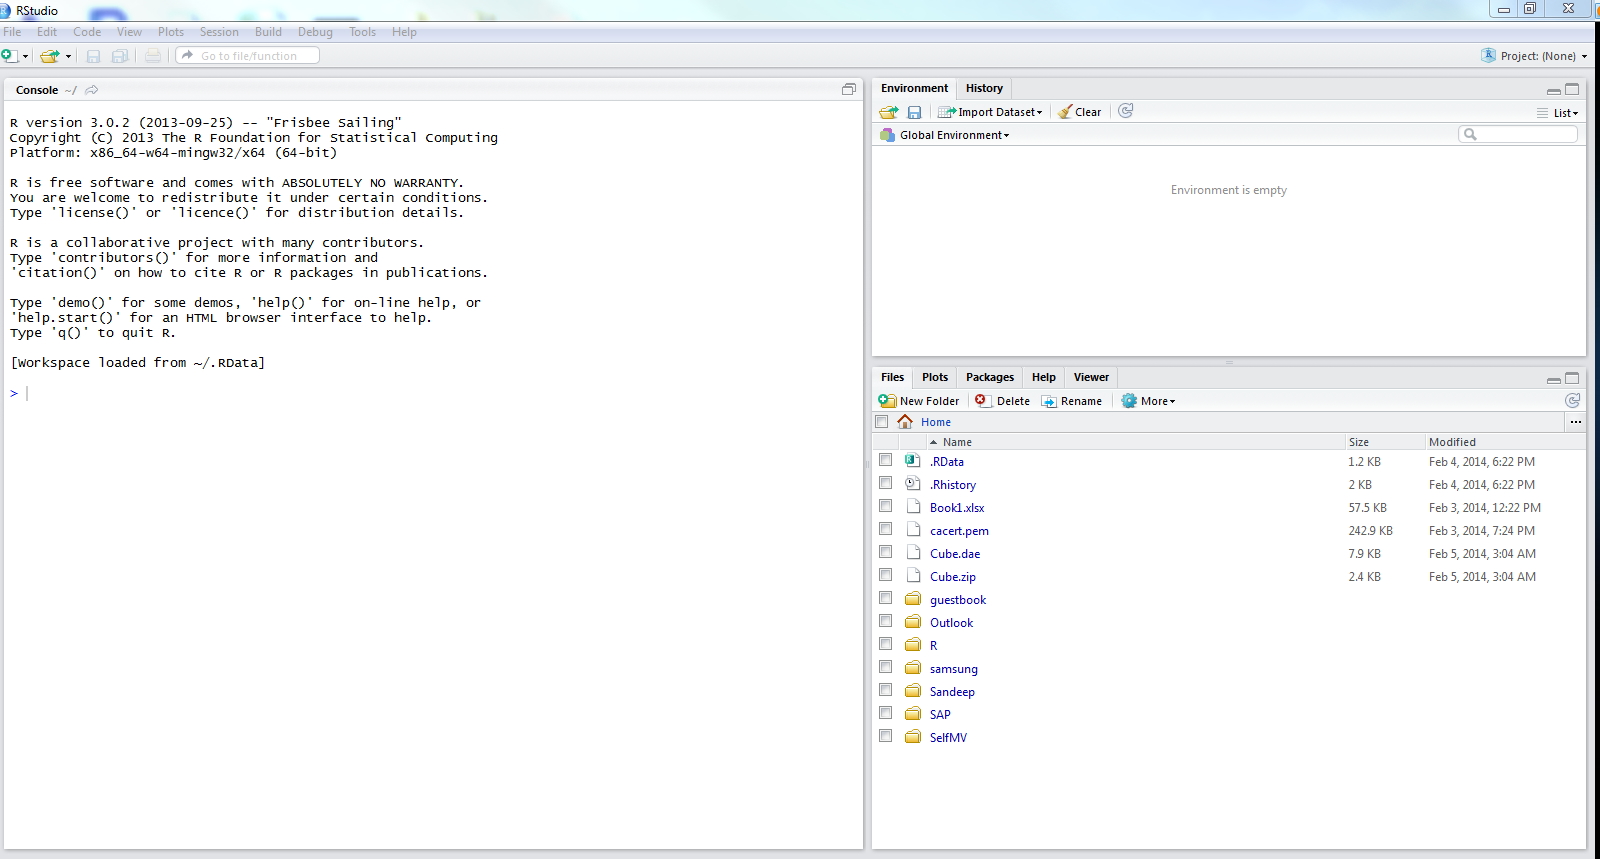 RStudio
File Edit Code View Plots Session Build Debug Tools Help
Go to file/function
Project: (None)
Console ~/
R version 3.0.2 (2013-09-25) -- "Frisbee Sailing"
Copyright (C) 2013 The R Foundation for Statistical Computing
Platform: x86_64-w64-mingw32/x64 (64-bit)
R is free software and comes with ABSOLUTELY NO WARRANTY.
You are welcome to redistribute it under certain conditions.
Type 'license()' or 'licence()' for distribution details.
R is a collaborative project with many contributors.
Type 'contributors()' for more information and
'citation()' on how to cite R or R packages in publications.
Type 'demo()' for some demos, 'help()' for on-line help, or
'help.start()' for an HTML browser interface to help.
Type 'q()' to quit R.
[Workspace loaded from ~/.RData]
>
Environment History
Import Dataset Clear List
Global Environment
Environment is empty
Files Plots Packages Help Viewer
New Folder Delete Rename More
Home ...
Name Size Modified
.RData 1.2 KB Feb 4, 2014, 6:22 PM
.Rhistory 2 KB Feb 4, 2014, 6:22 PM
Book1.xlsx 57.5 KB Feb 3, 2014, 12:22 PM
cacert.pem 242.9 KB Feb 3, 2014, 7:24 PM
Cube.dae 7.9 KB Feb 5, 2014, 3:04 AM
Cube.zip 2.4 KB Feb 5, 2014, 3:04 AM
guestbook
Outlook
R
samsung
Sandeep
SAP
SelfMV